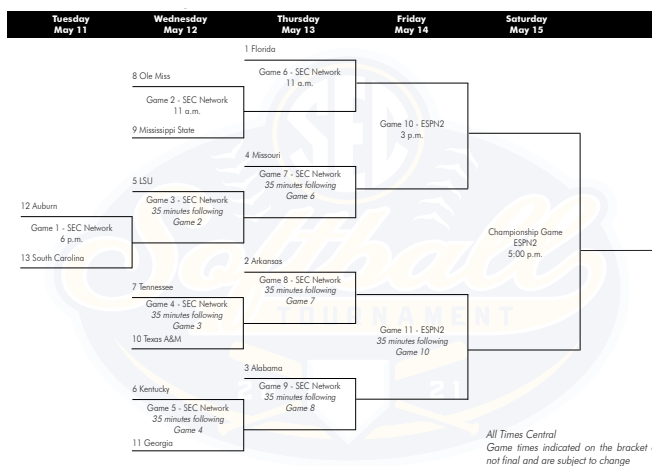 Tuesday
May 11
Wednesday
May 12
Thursday
May 13
Friday
May 14
Saturday
May 15
12 Auburn
Game 1 - SEC Network
6 p.m.
13 South Carolina
8 Ole Miss
Game 2 - SEC Network
11 a.m.
9 Mississippi State
5 LSU
Game 3 - SEC Network
35 minutes following
Game 2
7 Tennessee
Game 4 - SEC Network
35 minutes following
Game 3
10 Texas A&M
6 Kentucky
Game 5 - SEC Network
35 minutes following
Game 4
11 Georgia
1 Florida
Game 6 - SEC Network
11 a.m.
4 Missouri
Game 7 - SEC Network
35 minutes following
Game 6
2 Arkansas
Game 8 - SEC Network
35 minutes following
Game 7
3 Alabama
Game 9 - SEC Network
35 minutes following
Game 8
Game 10 - ESPN2
3 p.m.
Game 11 - ESPN2
35 minutes following
Game 10
Championship Game
ESPN2
5:00 p.m.
SEC
Softball
TOURNAMENT
21
All Times Central
Game times indicated on the bracket
not final and are subject to change